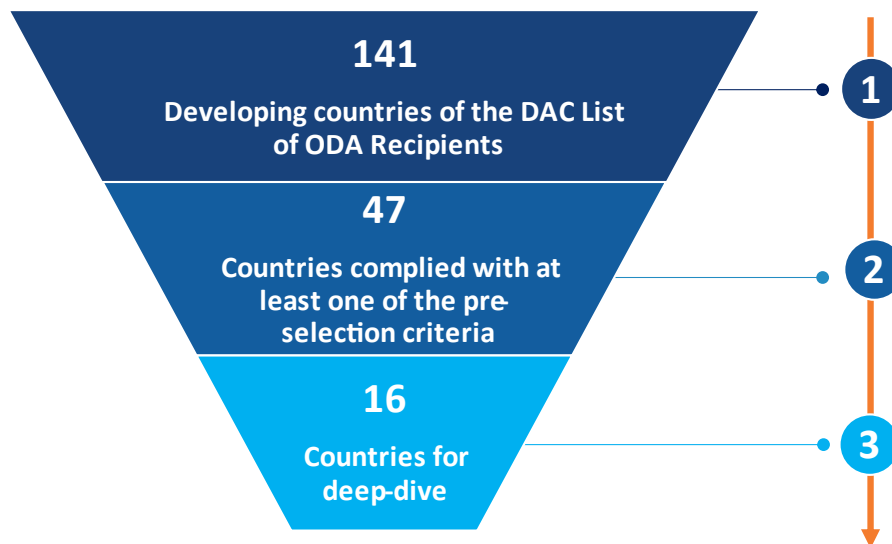 141
Developing countries of the DAC List
of ODA Recipients
1
47
Countries complied with at
least one of the pre-
selection criteria
2
16
Countries for
deep-dive
3